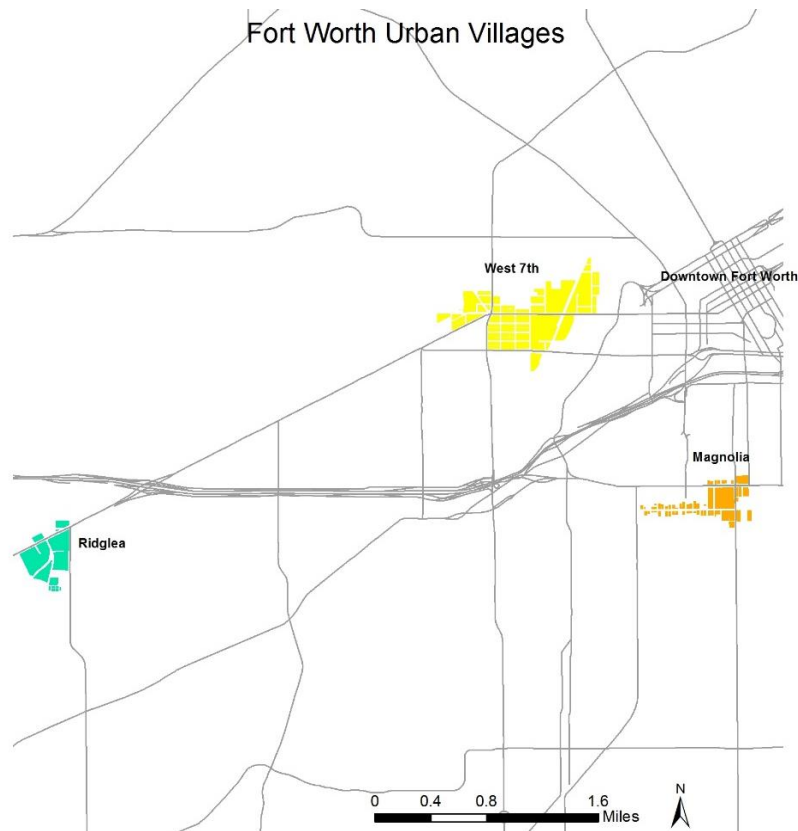 Fort Worth Urban Villages
West 7th
Downtown Fort Worth
Magnolia
Ridglea
N
0 0.4 0.8 1.6
Miles